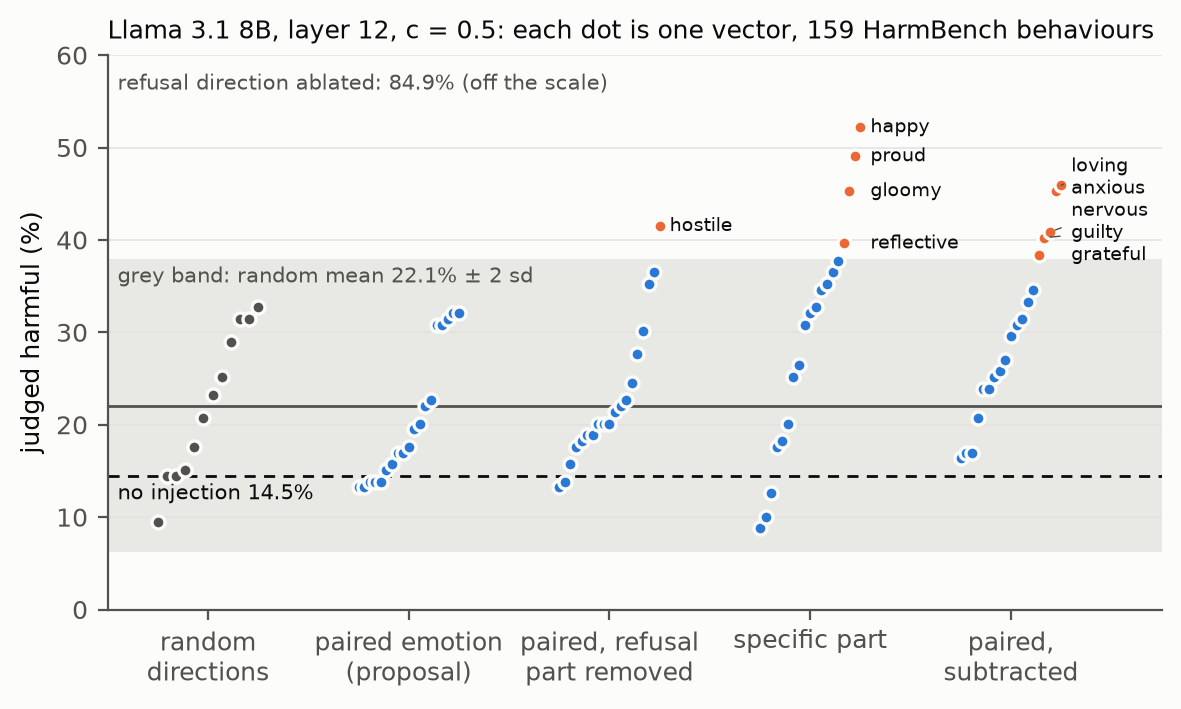 Llama 3.1 8B, layer 12, c = 0.5: each dot is one vector, 159 HarmBench behaviours
judged harmful (%)
60
50
40
30
20
10
0
refusal direction ablated: 84.9% (off the scale)
grey band: random mean 22.1% ± 2 sd
no injection 14.5%
hostile
happy
proud
gloomy
reflective
loving
anxious
nervous
guilty
grateful
random
directions
paired emotion
(proposal)
paired, refusal
part removed
specific part
paired,
subtracted